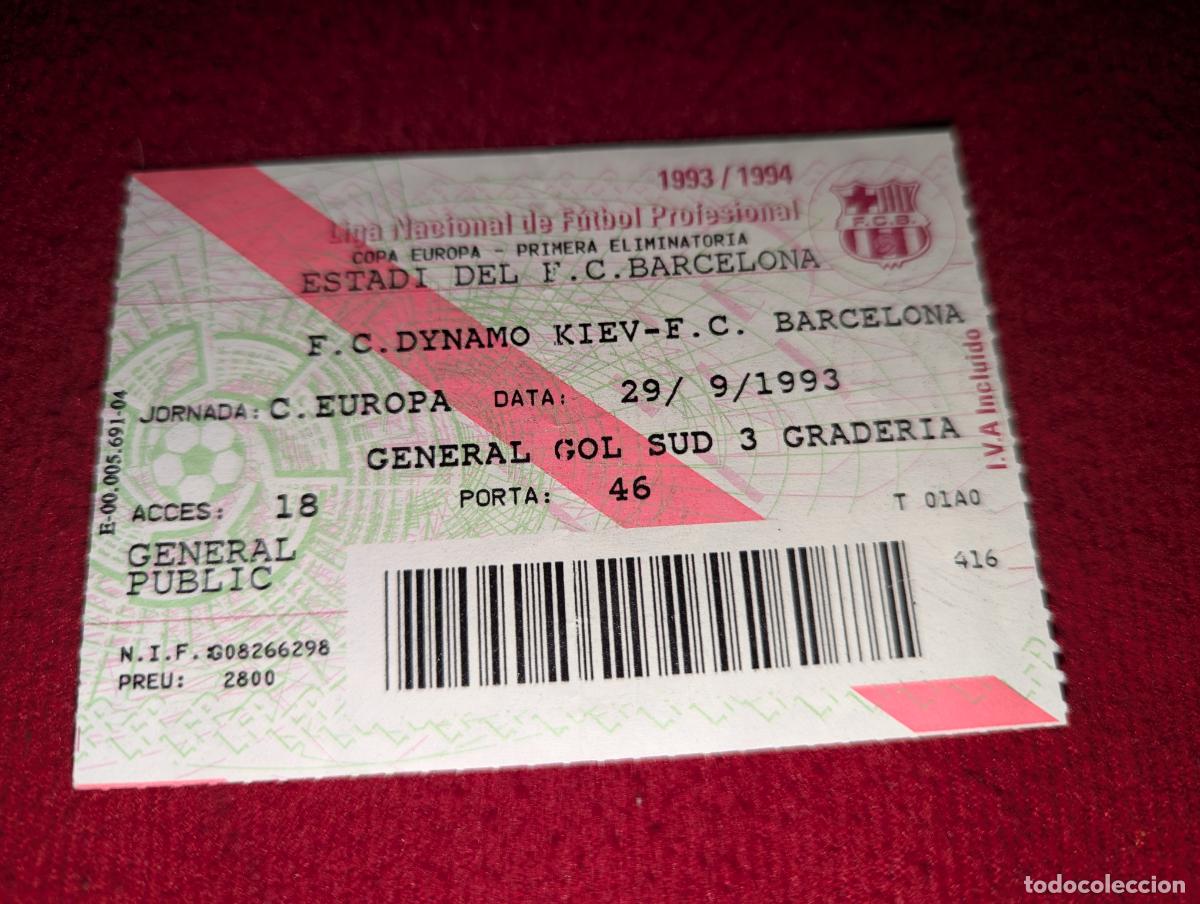 1993 / 1994
Liga Nacional de Fútbol Profesional
F.C.B.
COPA EUROPA - PRIMERA ELIMINATORIA
ESTADI DEL F.C.BARCELONA
F.C.DYNAMO KIEV-F.C. BARCELONA
JORNADA: C.EUROPA DATA: 29/ 9/1993
GENERAL GOL SUD 3 GRADERIA
ACCES: 18 PORTA: 46
T 01A0
GENERAL
PUBLIC
416
N.I.F.:G08266298
PREU: 2800
E-00.005.691-04
I.V.A Incluido
todocoleccion